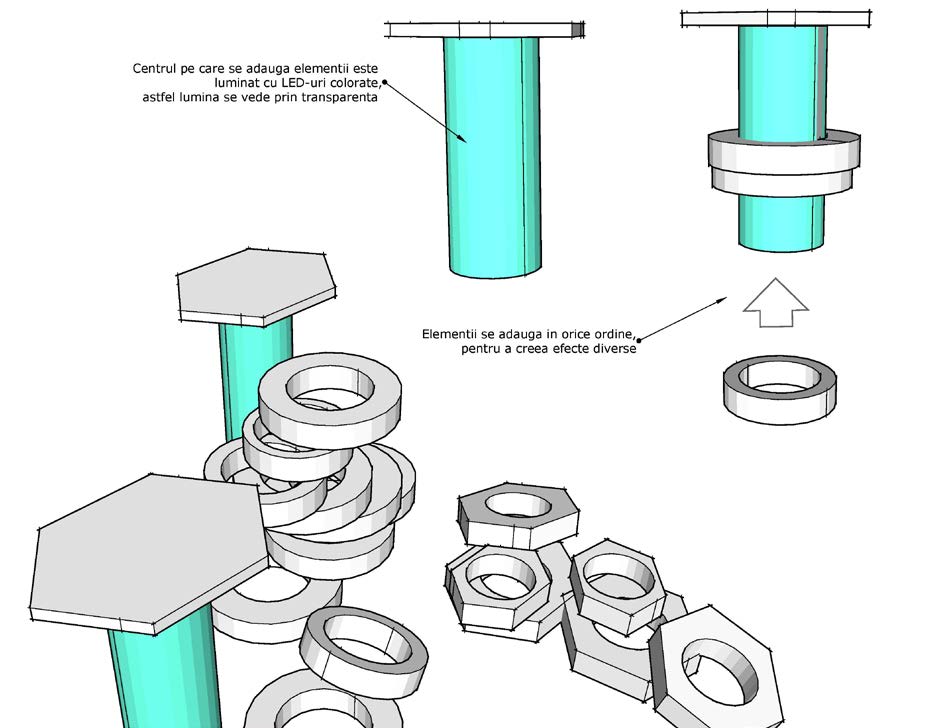 Centrul pe care se adauga elementii este
luminat cu LED-uri colorate,
astfel lumina se vede prin transparenta
Elementii se adauga in orice ordine,
pentru a creea efecte diverse